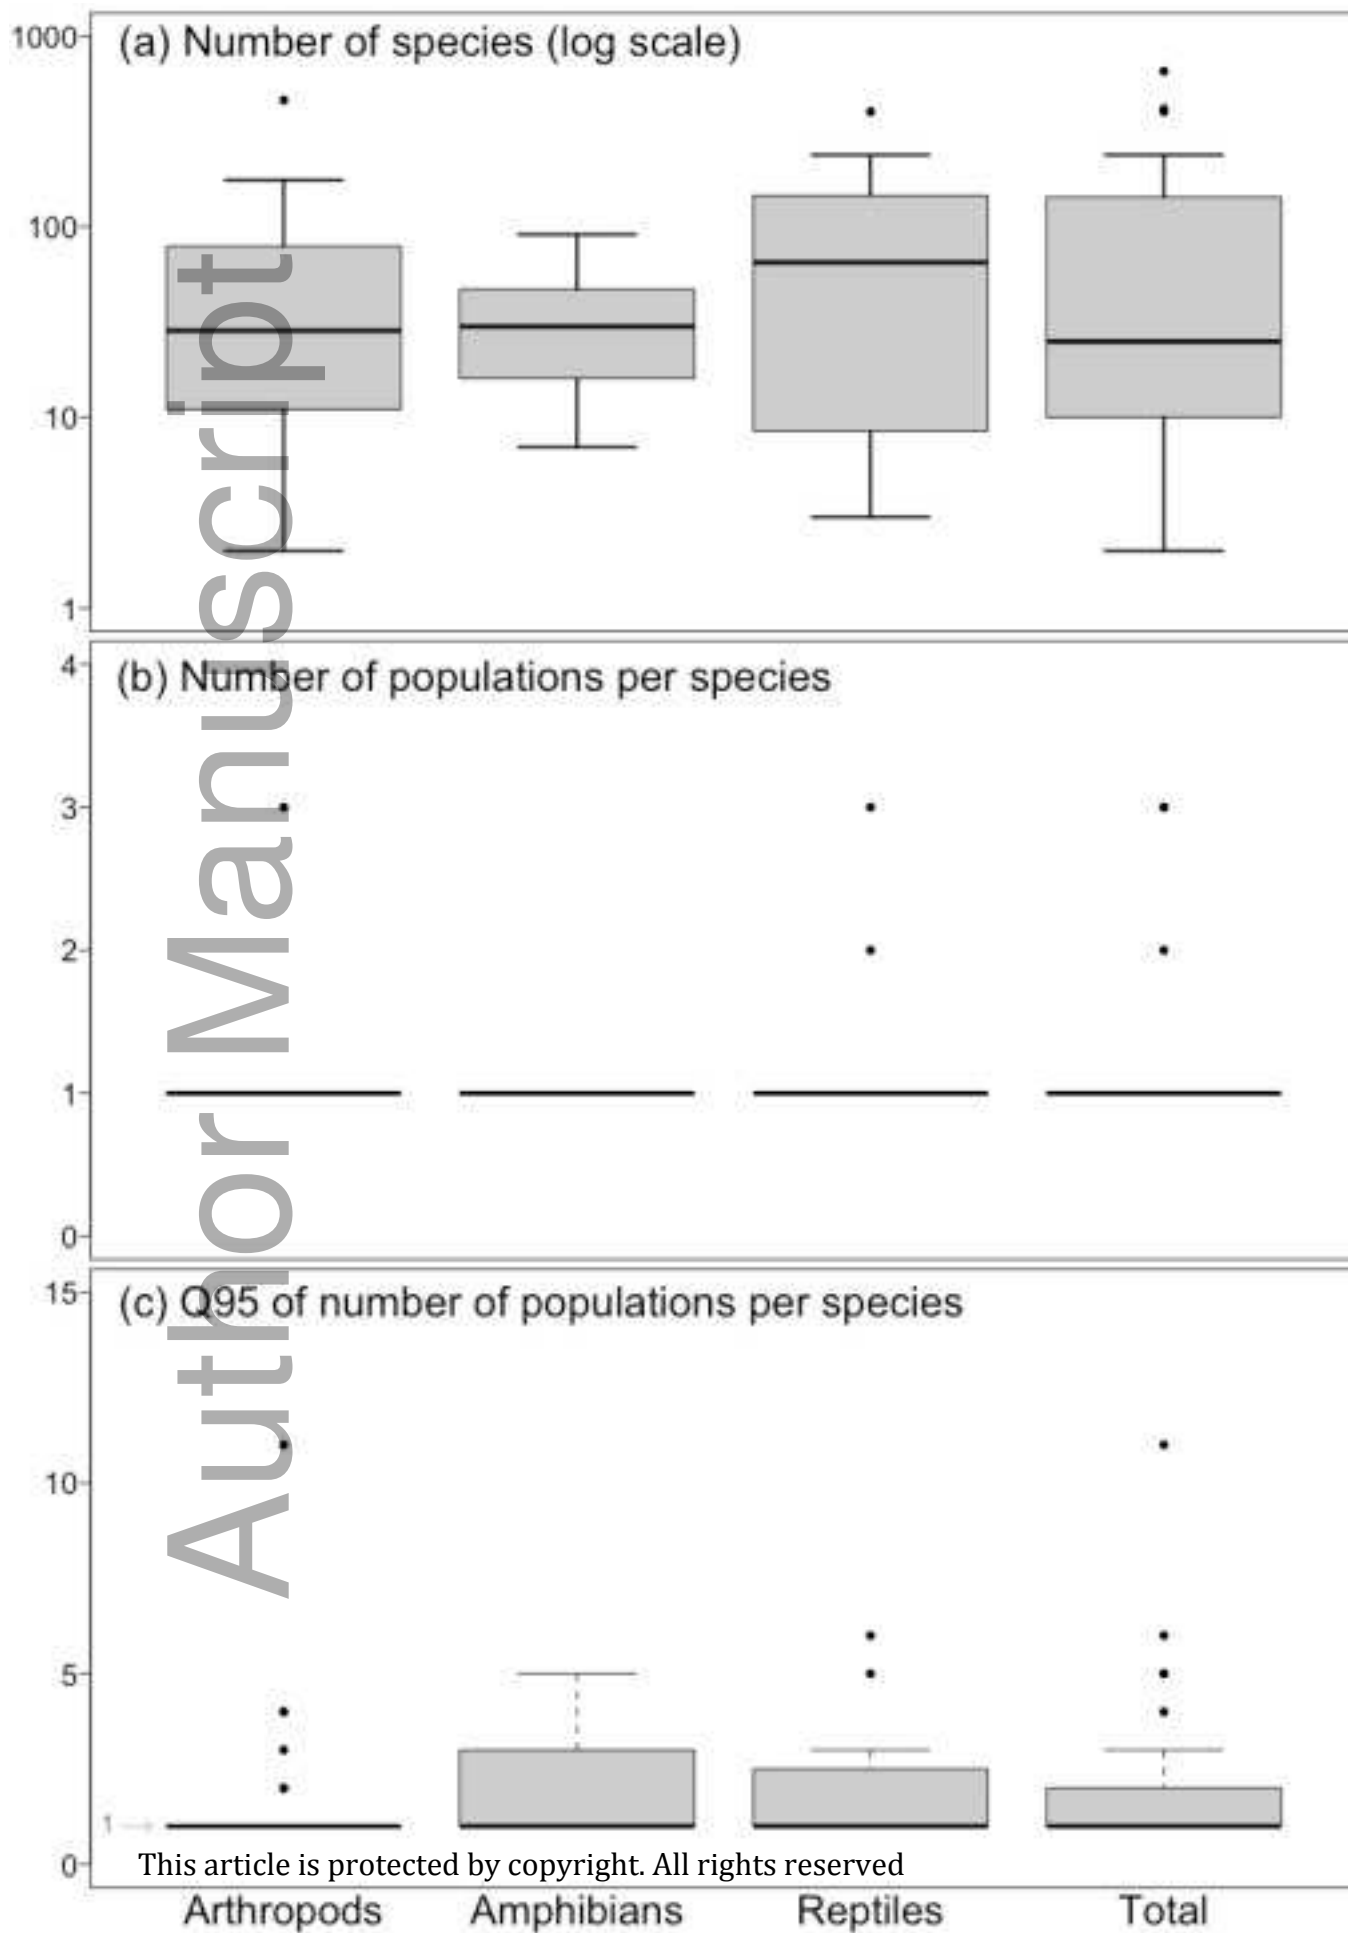 (a) Number of species (log scale)
1000
100
10
1
(b) Number of populations per species
4
3
2
1
0
(c) Q95 of number of populations per species
15
10
5
1
0
Author Manuscript
This article is protected by copyright. All rights reserved
Arthropods Amphibians Reptiles Total